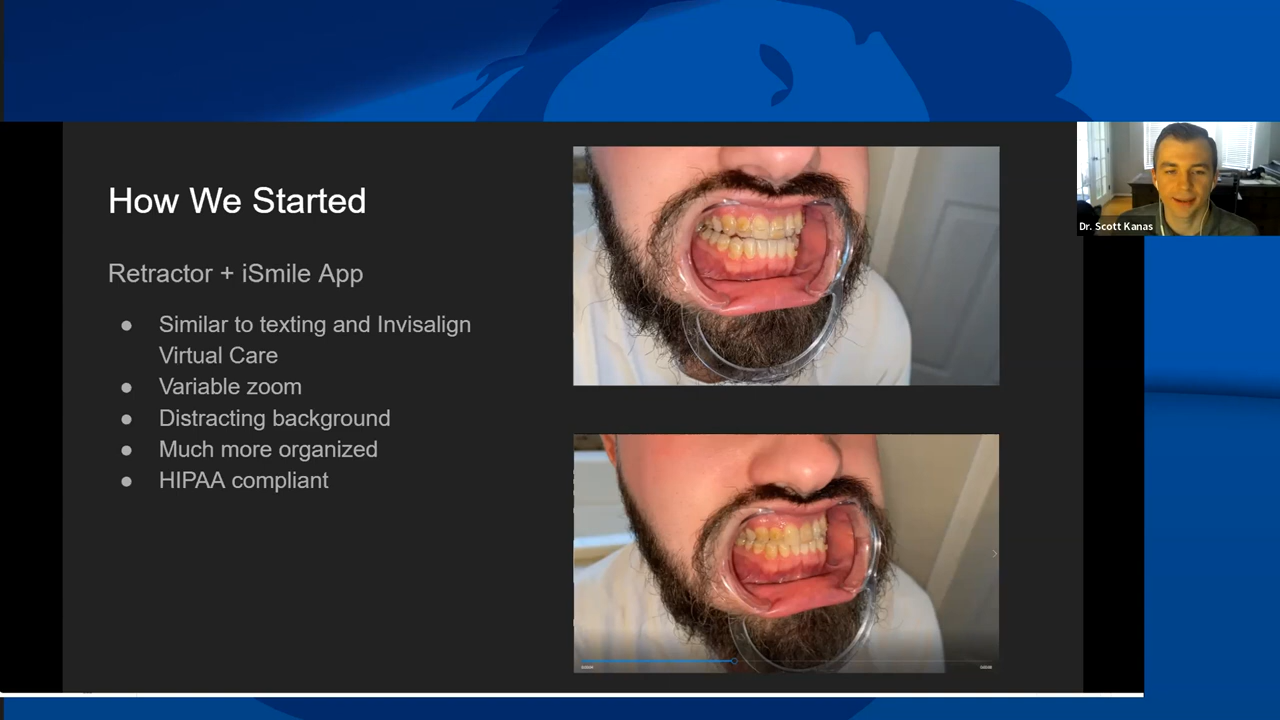 How We Started
Retractor + iSmile App
● Similar to texting and Invisalign
Virtual Care
● Variable zoom
● Distracting background
● Much more organized
● HIPAA compliant
Dr. Scott Kanas